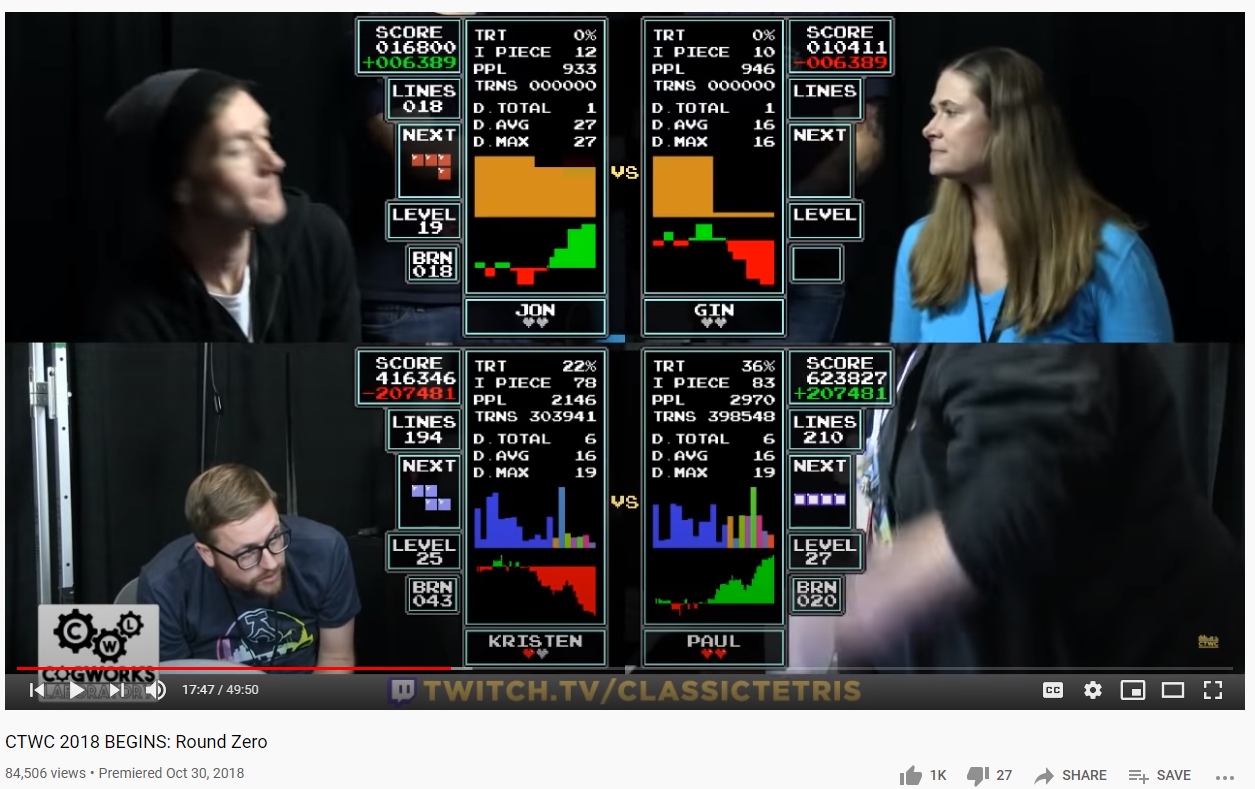 SCORE
016800
+006389
LINES
018
NEXT
LEVEL
19
BRN
018
TRT 0%
I PIECE 12
PPL 933
TRNS 000000
D.TOTAL 1
D.AVG 27
D.MAX 27
JON
VS
TRT 0%
I PIECE 10
PPL 946
TRNS 000000
D.TOTAL 1
D.AVG 16
D.MAX 16
GIN
SCORE
010411
-006389
LINES
NEXT
LEVEL
SCORE
416346
-207481
LINES
194
NEXT
LEVEL
25
BRN
043
TRT 22%
I PIECE 78
PPL 2146
TRNS 303941
D.TOTAL 6
D.AVG 16
D.MAX 19
KRISTEN
VS
TRT 36%
I PIECE 83
PPL 2970
TRNS 398548
D.TOTAL 6
D.AVG 16
D.MAX 19
PAUL
SCORE
623827
+207481
LINES
210
NEXT
LEVEL
27
BRN
020
CWL
COGWORKS
CTWC
17:47 / 49:50
TWITCH.TV/CLASSICTETRIS
CC
CTWC 2018 BEGINS: Round Zero
84,506 views • Premiered Oct 30, 2018
1K 27 SHARE SAVE